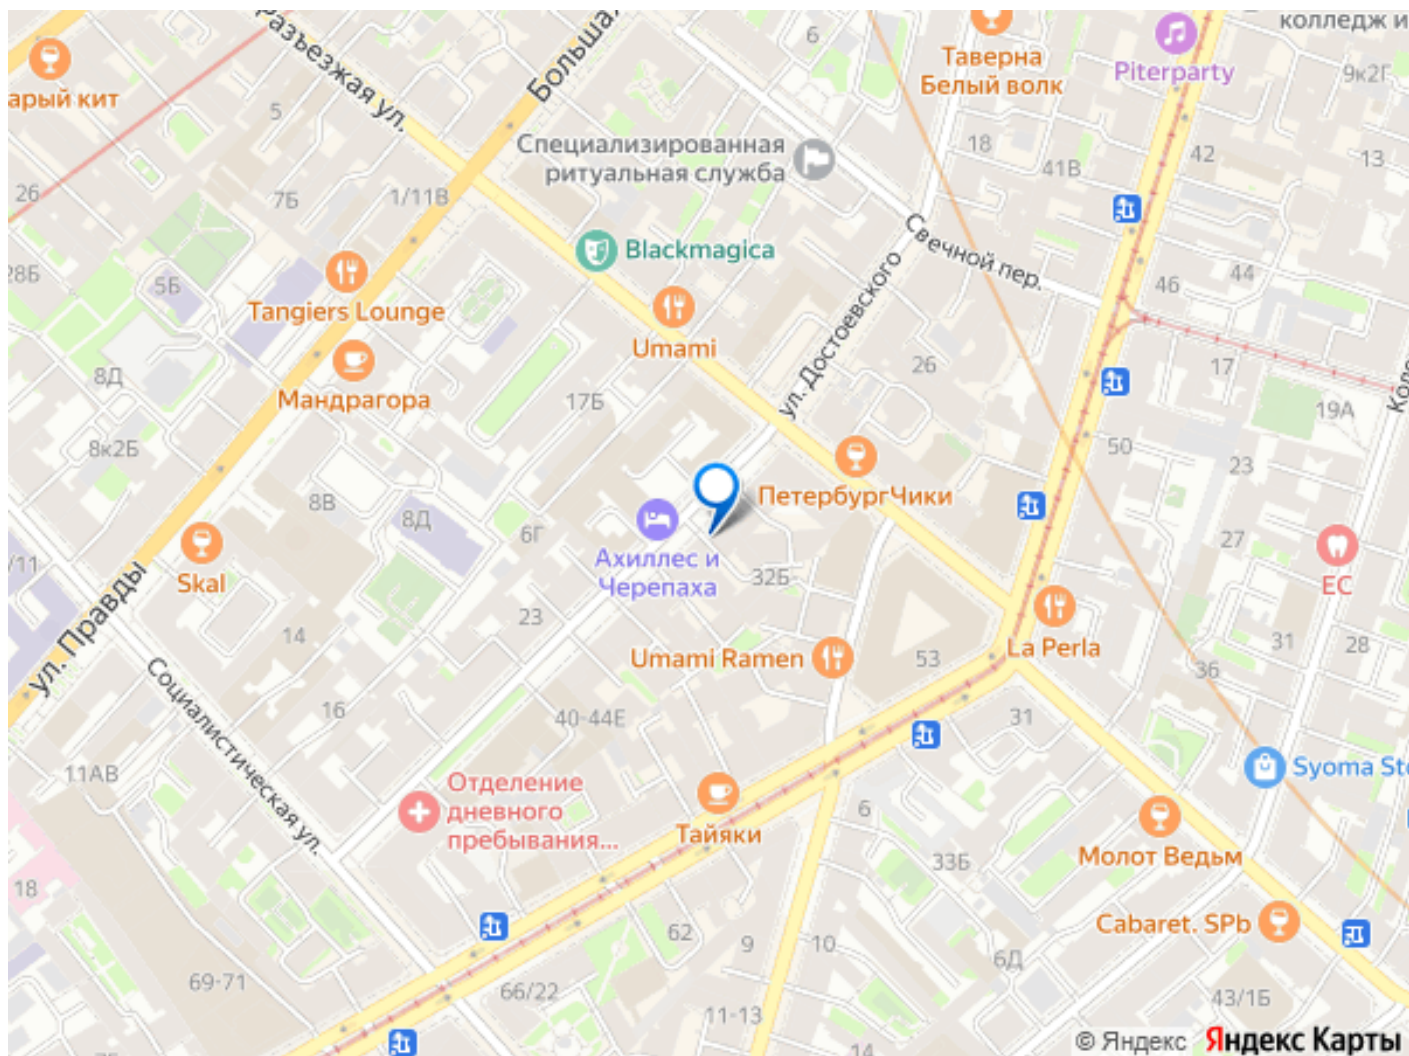 колледж и
Таверна
Белый волк
Piterparty
9к2Г
арый кит
разъезжая ул.
Большая
6
5
Специализированная
ритуальная служба
18
41В
42
13
26
7Б
1/11В
Blackmagica
Свечной пер.
28Б
5Б
Tangiers Lounge
Umami
ул. Достоевского
46
44
8Д
Мандрагора
17Б
26
17
19А
Коло
8к2Б
50
23
8В
8Д
6Г
ПетербургЧики
Ахиллес и
Черепаха
32Б
27
ЕС
/11
Skal
ул. Правды
14
23
Umami Ramen
53
La Perla
31
28
36
Социалистическая ул.
16
40-44Е
31
11АВ
Отделение
дневного
пребывания...
Тайяки
6
Syoma Sto
33Б
Молот Ведьм
18
62
9
10
Cabaret. SPb
6Д
69-71
66/22
11-13
43/1Б
14
© Яндекс Яндекс Карты